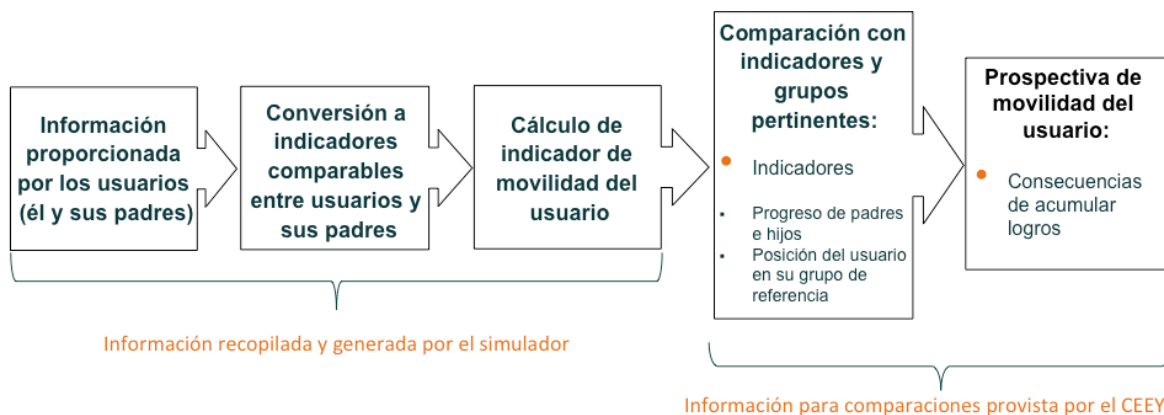 Información
proporcionada
por los usuarios
(él y sus padres)
Conversión a
indicadores
comparables
entre usuarios y
sus padres
Cálculo de
indicador de
movilidad del
usuario
Comparación con
indicadores y
grupos
pertinentes:
• Indicadores
▪ Progreso de padres
e hijos
▪ Posición del usuario
en su grupo de
referencia
Prospectiva de
movilidad del
usuario:
• Consecuencias
de acumular
logros
Información recopilada y generada por el simulador
Información para comparaciones provista por el CEEY